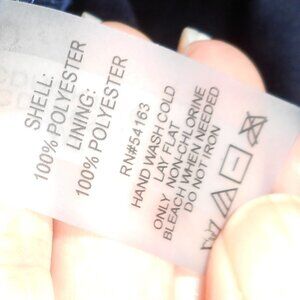 SHELL:
100% POLYESTER
LINING:
100% POLYESTER
RN#54163
HAND WASH COLD
LAY FLAT
ONLY NON-CHLORINE
BLEACH WHEN NEEDED
DO NOT IRON